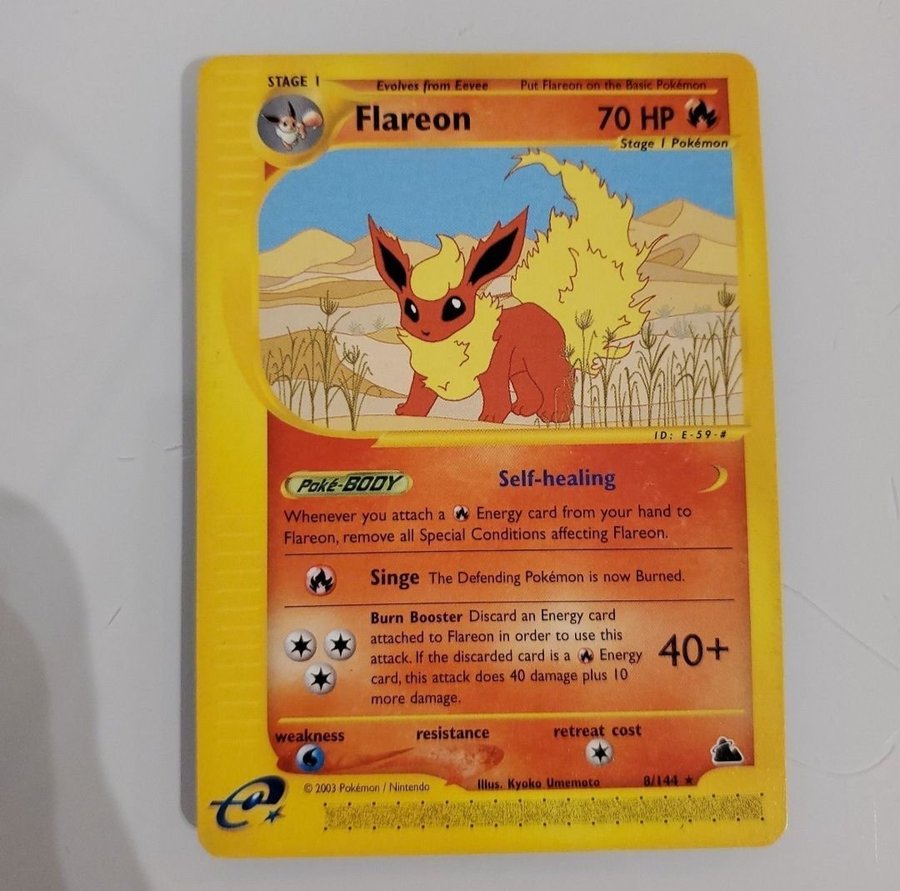 STAGE 1 Evolves from Eevee Put Flareon on the Basic Pokémon
Flareon 70 HP
Stage 1 Pokémon
ID: E-59-#
Poké-BODY Self-healing
Whenever you attach a Energy card from your hand to
Flareon, remove all Special Conditions affecting Flareon.
Singe The Defending Pokémon is now Burned.
Burn Booster Discard an Energy card
attached to Flareon in order to use this
attack. If the discarded card is a Energy
card, this attack does 40 damage plus 10
more damage.
40+
weakness resistance retreat cost
Illus. Kyoko Umemoto 8/144 ★
© 2003 Pokémon / Nintendo
e